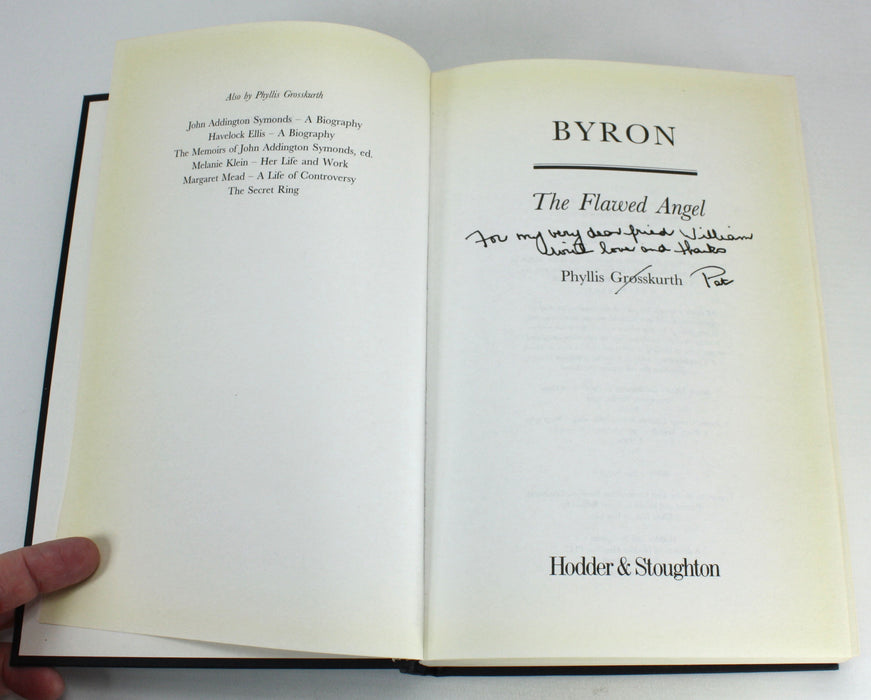 Also by Phyllis Grosskurth
John Addington Symonds – A Biography
Havelock Ellis – A Biography
The Memoirs of John Addington Symonds, ed.
Melanie Klein – Her Life and Work
Margaret Mead – A Life of Controversy
The Secret Ring
BYRON
The Flawed Angel
For my very dear friend William
with love and thanks
Phyllis Grosskurth Pat
Hodder & Stoughton